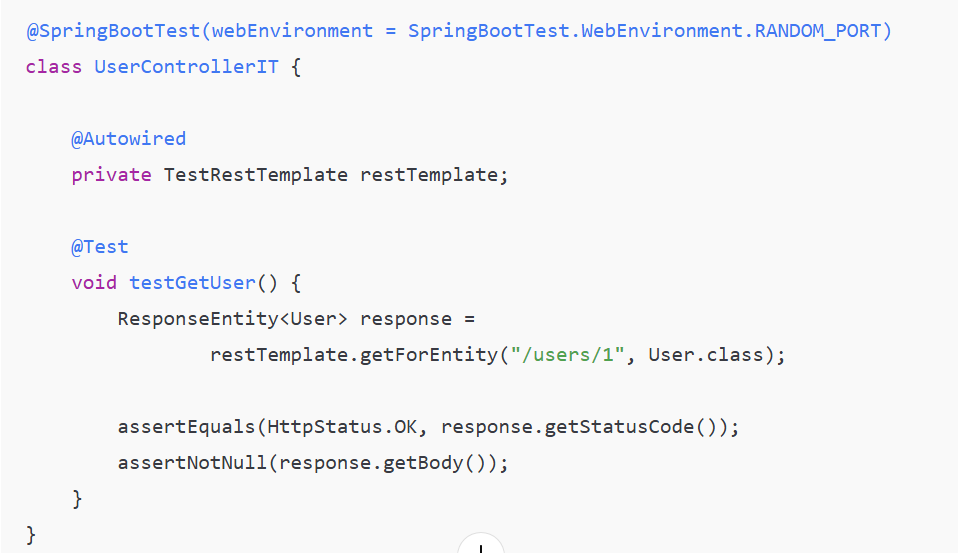 @SpringBootTest(webEnvironment = SpringBootTest.WebEnvironment.RANDOM_PORT)
class UserControllerIT {
@Autowired
private TestRestTemplate restTemplate;
@Test
void testGetUser() {
ResponseEntity<User> response =
restTemplate.getForEntity("/users/1", User.class);
assertEquals(HttpStatus.OK, response.getStatusCode());
assertNotNull(response.getBody());
}
}